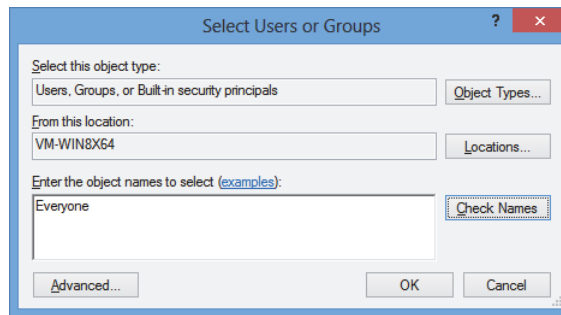 Select Users or Groups
?
x
Select this object type:
Users, Groups, or Built-in security principals
Object Types...
From this location:
VM-WIN8X64
Locations...
Enter the object names to select (examples):
Everyone
Check Names
Advanced...
OK
Cancel